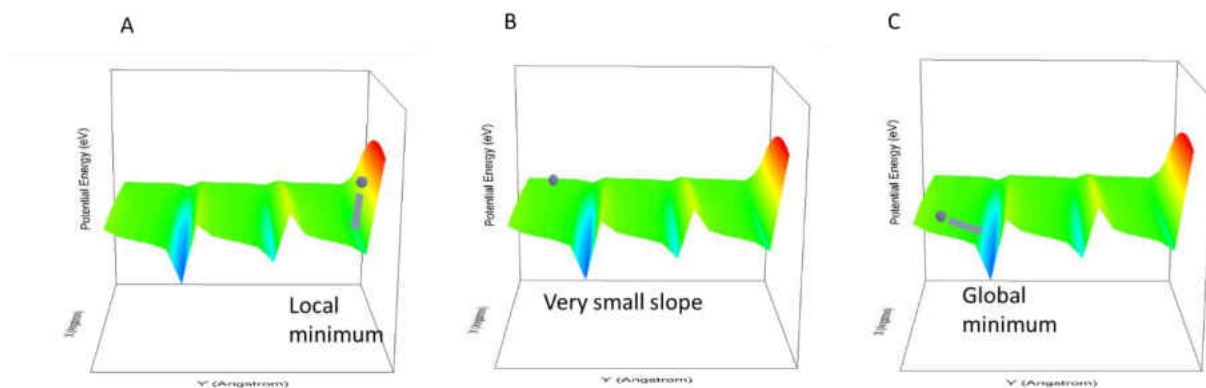 A
B
C
Potential Energy (eV)
Potential Energy (eV)
Potential Energy (eV)
Local
minimum
Very small slope
Global
minimum
Y (Angstrom)
Y (Angstrom)
Y (Angstrom)